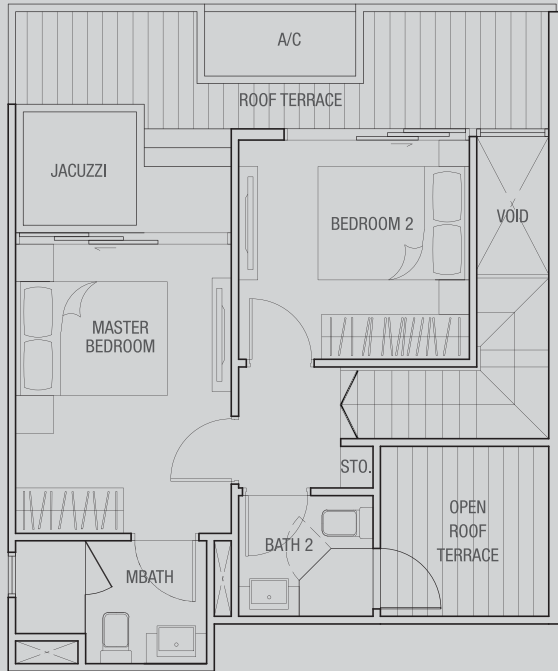 A/C
ROOF TERRACE
JACUZZI
BEDROOM 2
VOID
MASTER
BEDROOM
STO.
OPEN
ROOF
TERRACE
BATH 2
MBATH